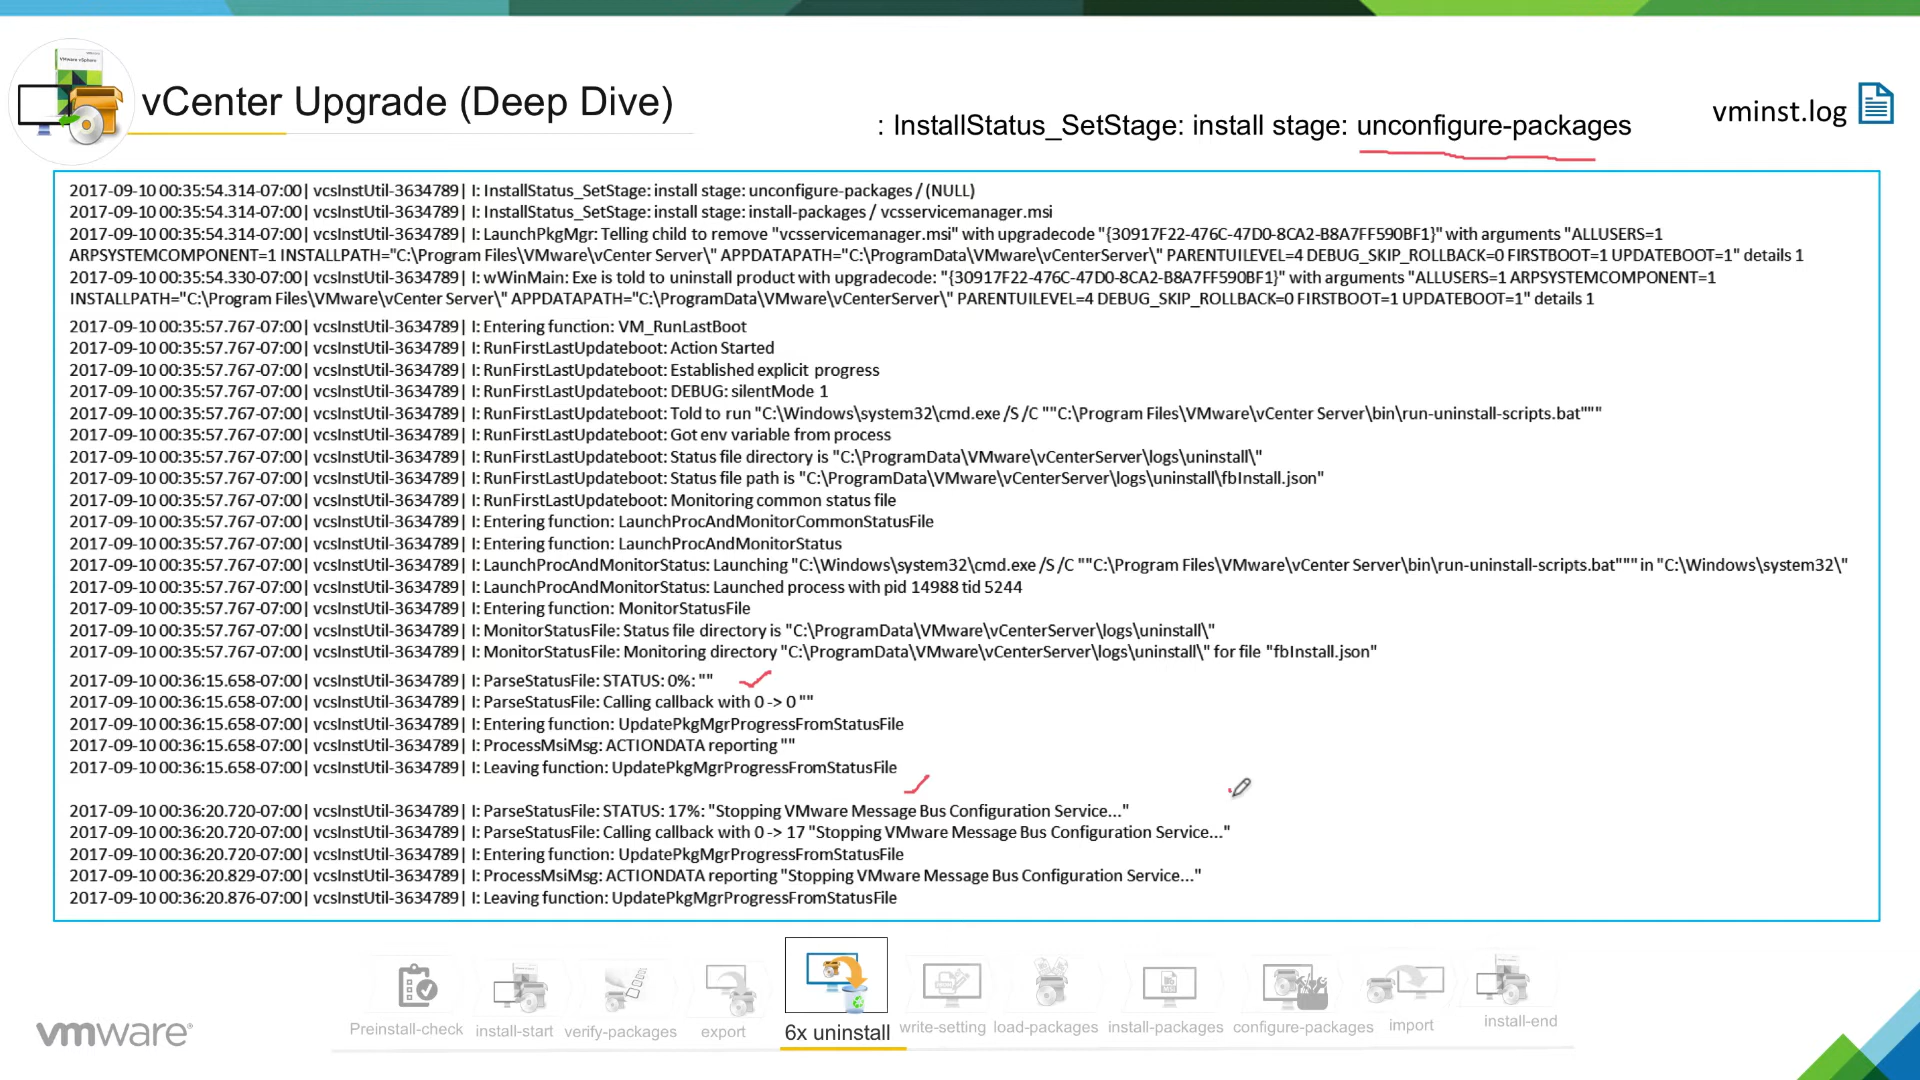 vCenter Upgrade (Deep Dive)
: InstallStatus_SetStage: install stage: unconfigure-packages
vminst.log
2017-09-10 00:35:54.314-07:00| vcsInstUtil-3634789| I: InstallStatus_SetStage: install stage: unconfigure-packages / (NULL)
2017-09-10 00:35:54.314-07:00| vcsInstUtil-3634789| I: InstallStatus_SetStage: install stage: install-packages / vcsservicemanager.msi
2017-09-10 00:35:54.314-07:00| vcsInstUtil-3634789| I: LaunchPkgMgr: Telling child to remove "vcsservicemanager.msi" with upgradecode "{30917F22-476C-47D0-8CA2-B8A7FF590BF1}" with arguments "ALLUSERS=1
ARPSYSTEMCOMPONENT=1 INSTALLPATH="C:\Program Files\VMware\vCenter Server\" APPDATAPATH="C:\ProgramData\VMware\vCenterServer\" PARENTUILEVEL=4 DEBUG_SKIP_ROLLBACK=0 FIRSTBOOT=1 UPDATEBOOT=1" details 1
2017-09-10 00:35:54.330-07:00| vcsInstUtil-3634789| I: wWinMain: Exe is told to uninstall product with upgradecode: "{30917F22-476C-47D0-8CA2-B8A7FF590BF1}" with arguments "ALLUSERS=1 ARPSYSTEMCOMPONENT=1
INSTALLPATH="C:\Program Files\VMware\vCenter Server\" APPDATAPATH="C:\ProgramData\VMware\vCenterServer\" PARENTUILEVEL=4 DEBUG_SKIP_ROLLBACK=0 FIRSTBOOT=1 UPDATEBOOT=1" details 1
2017-09-10 00:35:57.767-07:00| vcsInstUtil-3634789| I: Entering function: VM_RunLastBoot
2017-09-10 00:35:57.767-07:00| vcsInstUtil-3634789| I: RunFirstLastUpdateboot: Action Started
2017-09-10 00:35:57.767-07:00| vcsInstUtil-3634789| I: RunFirstLastUpdateboot: Established explicit progress
2017-09-10 00:35:57.767-07:00| vcsInstUtil-3634789| I: RunFirstLastUpdateboot: DEBUG: silentMode 1
2017-09-10 00:35:57.767-07:00| vcsInstUtil-3634789| I: RunFirstLastUpdateboot: Told to run "C:\Windows\system32\cmd.exe /S /C ""C:\Program Files\VMware\vCenter Server\bin\run-uninstall-scripts.bat"""
2017-09-10 00:35:57.767-07:00| vcsInstUtil-3634789| I: RunFirstLastUpdateboot: Got env variable from process
2017-09-10 00:35:57.767-07:00| vcsInstUtil-3634789| I: RunFirstLastUpdateboot: Status file directory is "C:\ProgramData\VMware\vCenterServer\logs\uninstall\"
2017-09-10 00:35:57.767-07:00| vcsInstUtil-3634789| I: RunFirstLastUpdateboot: Status file path is "C:\ProgramData\VMware\vCenterServer\logs\uninstall\fbInstall.json"
2017-09-10 00:35:57.767-07:00| vcsInstUtil-3634789| I: RunFirstLastUpdateboot: Monitoring common status file
2017-09-10 00:35:57.767-07:00| vcsInstUtil-3634789| I: Entering function: LaunchProcAndMonitorCommonStatusFile
2017-09-10 00:35:57.767-07:00| vcsInstUtil-3634789| I: Entering function: LaunchProcAndMonitorStatus
2017-09-10 00:35:57.767-07:00| vcsInstUtil-3634789| I: LaunchProcAndMonitorStatus: Launching "C:\Windows\system32\cmd.exe /S /C ""C:\Program Files\VMware\vCenter Server\bin\run-uninstall-scripts.bat""" in "C:\Windows\system32\"
2017-09-10 00:35:57.767-07:00| vcsInstUtil-3634789| I: LaunchProcAndMonitorStatus: Launched process with pid 14988 tid 5244
2017-09-10 00:35:57.767-07:00| vcsInstUtil-3634789| I: Entering function: MonitorStatusFile
2017-09-10 00:35:57.767-07:00| vcsInstUtil-3634789| I: MonitorStatusFile: Status file directory is "C:\ProgramData\VMware\vCenterServer\logs\uninstall\"
2017-09-10 00:35:57.767-07:00| vcsInstUtil-3634789| I: MonitorStatusFile: Monitoring directory "C:\ProgramData\VMware\vCenterServer\logs\uninstall\" for file "fbInstall.json"
2017-09-10 00:36:15.658-07:00| vcsInstUtil-3634789| I: ParseStatusFile: STATUS: 0%: ""
2017-09-10 00:36:15.658-07:00| vcsInstUtil-3634789| I: ParseStatusFile: Calling callback with 0 -> 0 ""
2017-09-10 00:36:15.658-07:00| vcsInstUtil-3634789| I: Entering function: UpdatePkgMgrProgressFromStatusFile
2017-09-10 00:36:15.658-07:00| vcsInstUtil-3634789| I: ProcessMsiMsg: ACTIONDATA reporting ""
2017-09-10 00:36:15.658-07:00| vcsInstUtil-3634789| I: Leaving function: UpdatePkgMgrProgressFromStatusFile
2017-09-10 00:36:20.720-07:00| vcsInstUtil-3634789| I: ParseStatusFile: STATUS: 17%: "Stopping VMware Message Bus Configuration Service..."
2017-09-10 00:36:20.720-07:00| vcsInstUtil-3634789| I: ParseStatusFile: Calling callback with 0 -> 17 "Stopping VMware Message Bus Configuration Service..."
2017-09-10 00:36:20.720-07:00| vcsInstUtil-3634789| I: Entering function: UpdatePkgMgrProgressFromStatusFile
2017-09-10 00:36:20.829-07:00| vcsInstUtil-3634789| I: ProcessMsiMsg: ACTIONDATA reporting "Stopping VMware Message Bus Configuration Service..."
2017-09-10 00:36:20.876-07:00| vcsInstUtil-3634789| I: Leaving function: UpdatePkgMgrProgressFromStatusFile
vmware®
Preinstall-check
install-start
verify-packages
export
6x uninstall
write-setting
load-packages
install-packages
configure-packages
import
install-end